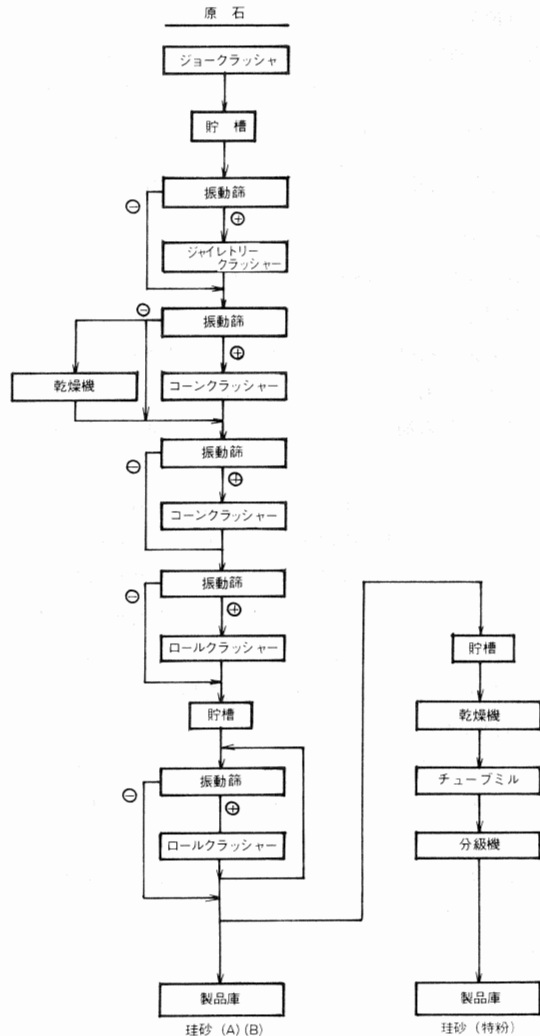 原石
ジョークラッシャ
貯槽
振動篩
⊖
⊕
ジャイレトリー
クラッシャー
⊖
振動篩
⊕
乾燥機
コーンクラッシャー
振動篩
⊖
⊕
コーンクラッシャー
振動篩
⊖
⊕
ロールクラッシャー
貯槽
振動篩
⊖
⊕
ロールクラッシャー
製品庫
珪砂 (A) (B)
貯槽
乾燥機
チューブミル
分級機
製品庫
珪砂 (特粉)